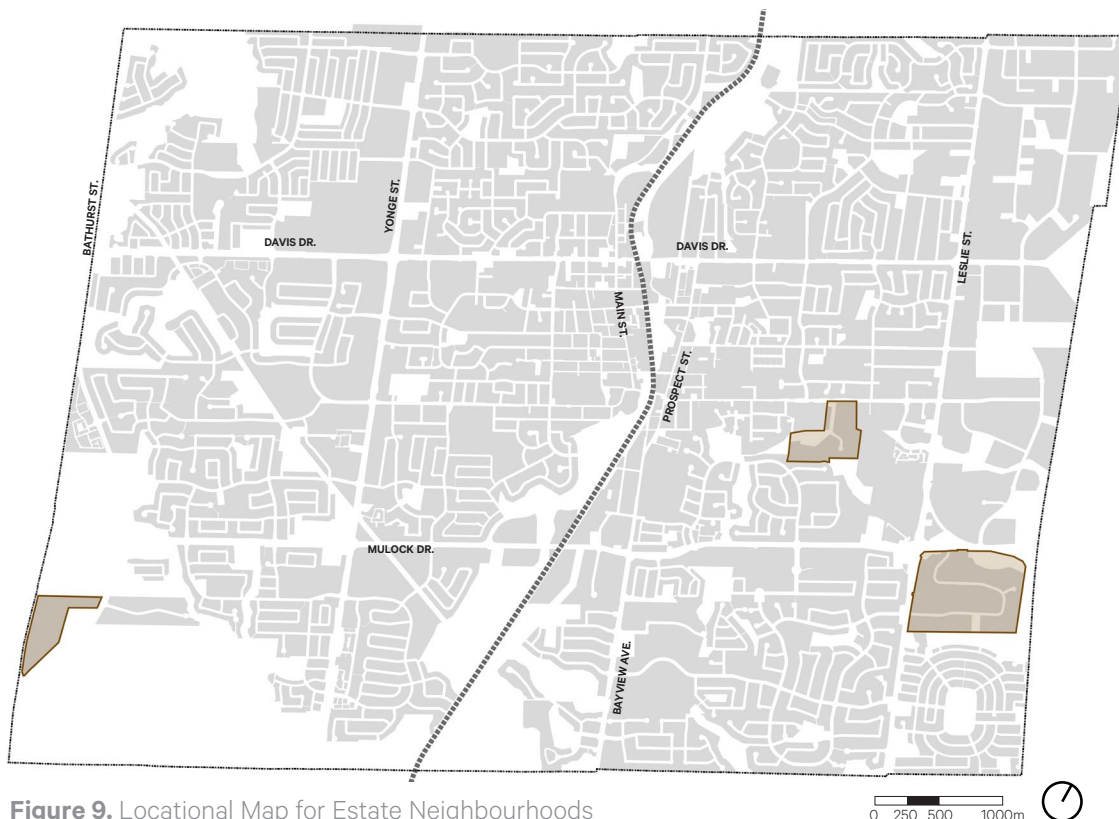 BATHURST ST.
YONGE ST.
DAVIS DR.
DAVIS DR.
LESLIE ST.
MAIN ST.
PROSPECT ST.
MULOCK DR.
BAYVIEW AVE.
Figure 9. Locational Map for Estate Neighbourhoods
0 250 500 1000m